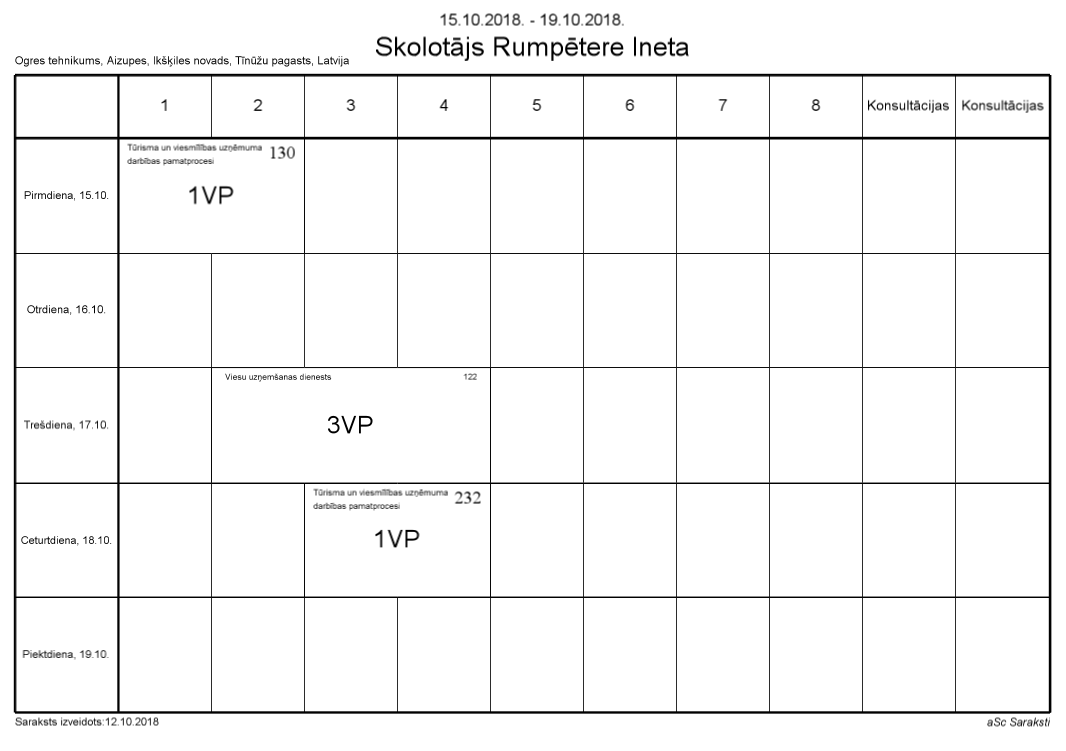 15.10.2018. - 19.10.2018.
Skolotājs Rumpētere Ineta
Ogres tehnikums, Aizupes, Ikšķiles novads, Tīnūžu pagasts, Latvija
1 2 3 4 5 6 7 8 Konsultācijas Konsultācijas
Tūrisma un viesmīlības uzņēmuma 130
darbības pamatprocesi
Pirmdiena, 15.10. 1VP
Otrdiena, 16.10.
Viesu uzņemšanas dienests 122
Trešdiena, 17.10. 3VP
Tūrisma un viesmīlības uzņēmuma 232
darbības pamatprocesi
Ceturtdiena, 18.10. 1VP
Piektdiena, 19.10.
Saraksts izveidots:12.10.2018 aSc Saraksti